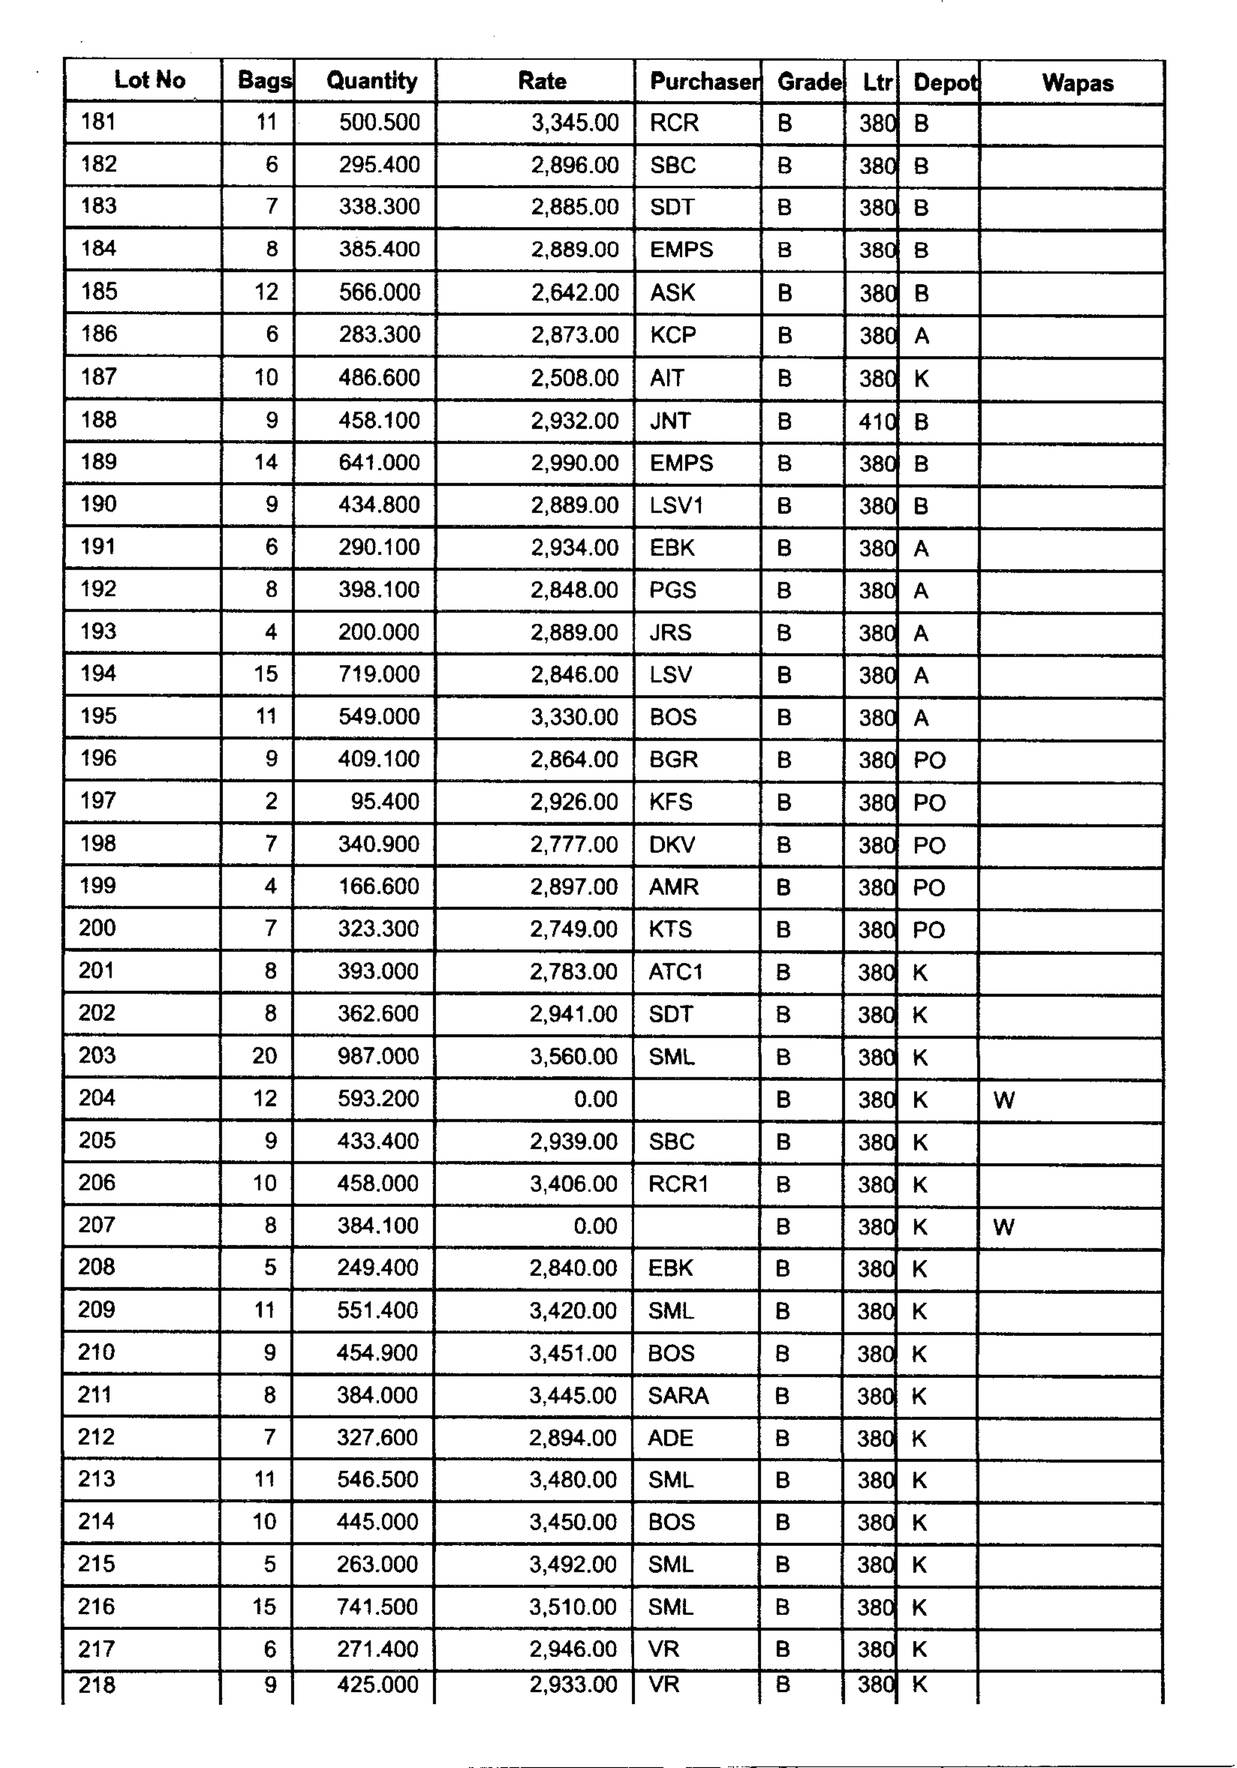 Lot No Bags Quantity Rate Purchaser Grade Ltr Depot Wapas
181 11 500.500 3,345.00 RCR B 380 B
182 6 295.400 2,896.00 SBC B 380 B
183 7 338.300 2,885.00 SDT B 380 B
184 8 385.400 2,889.00 EMPS B 380 B
185 12 566.000 2,642.00 ASK B 380 B
186 6 283.300 2,873.00 KCP B 380 A
187 10 486.600 2,508.00 AIT B 380 K
188 9 458.100 2,932.00 JNT B 410 B
189 14 641.000 2,990.00 EMPS B 380 B
190 9 434.800 2,889.00 LSV1 B 380 B
191 6 290.100 2,934.00 EBK B 380 A
192 8 398.100 2,848.00 PGS B 380 A
193 4 200.000 2,889.00 JRS B 380 A
194 15 719.000 2,846.00 LSV B 380 A
195 11 549.000 3,330.00 BOS B 380 A
196 9 409.100 2,864.00 BGR B 380 PO
197 2 95.400 2,926.00 KFS B 380 PO
198 7 340.900 2,777.00 DKV B 380 PO
199 4 166.600 2,897.00 AMR B 380 PO
200 7 323.300 2,749.00 KTS B 380 PO
201 8 393.000 2,783.00 ATC1 B 380 K
202 8 362.600 2,941.00 SDT B 380 K
203 20 987.000 3,560.00 SML B 380 K
204 12 593.200 0.00 B 380 K W
205 9 433.400 2,939.00 SBC B 380 K
206 10 458.000 3,406.00 RCR1 B 380 K
207 8 384.100 0.00 B 380 K W
208 5 249.400 2,840.00 EBK B 380 K
209 11 551.400 3,420.00 SML B 380 K
210 9 454.900 3,451.00 BOS B 380 K
211 8 384.000 3,445.00 SARA B 380 K
212 7 327.600 2,894.00 ADE B 380 K
213 11 546.500 3,480.00 SML B 380 K
214 10 445.000 3,450.00 BOS B 380 K
215 5 263.000 3,492.00 SML B 380 K
216 15 741.500 3,510.00 SML B 380 K
217 6 271.400 2,946.00 VR B 380 K
218 9 425.000 2,933.00 VR B 380 K